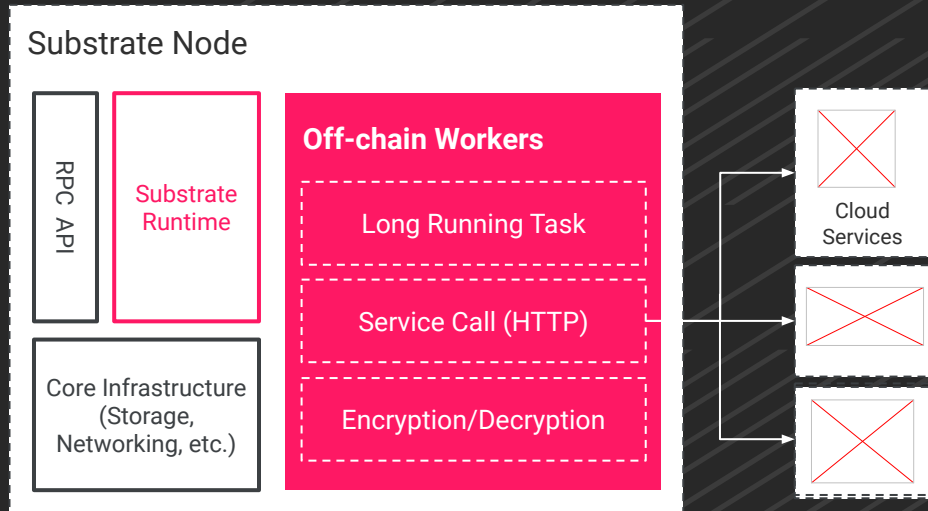 Substrate Node
RPC API
Substrate
Runtime
Core Infrastructure
(Storage,
Networking, etc.)
Off-chain Workers
Long Running Task
Service Call (HTTP)
Encryption/Decryption
Cloud
Services